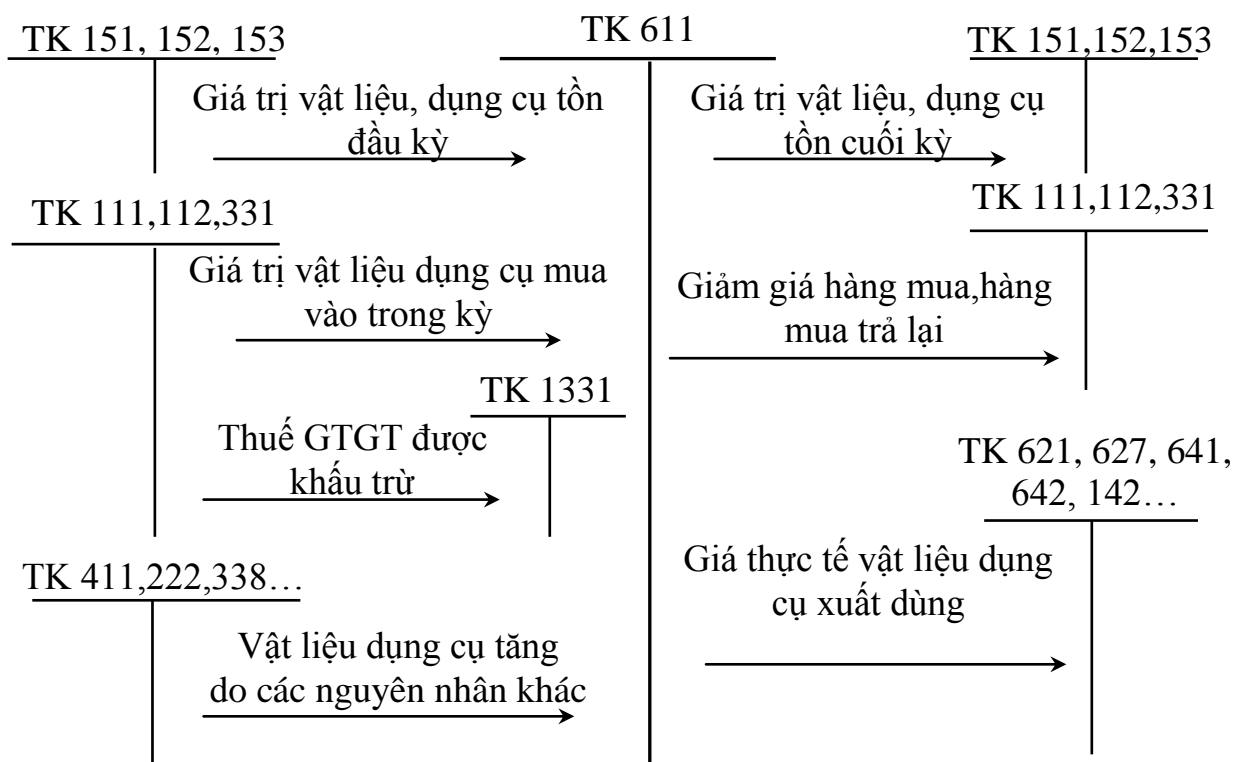 TK 151, 152, 153
TK 611
TK 151,152,153
Giá trị vật liệu, dụng cụ tồn
đầu kỳ
Giá trị vật liệu, dụng cụ
tồn cuối kỳ
TK 111,112,331
TK 111,112,331
Giá trị vật liệu dụng cụ mua
vào trong kỳ
Giảm giá hàng mua,hàng
mua trả lại
TK 1331
Thuế GTGT được
khấu trừ
TK 621, 627, 641,
642, 142…
TK 411,222,338…
Giá thực tế vật liệu dụng
cụ xuất dùng
Vật liệu dụng cụ tăng
do các nguyên nhân khác